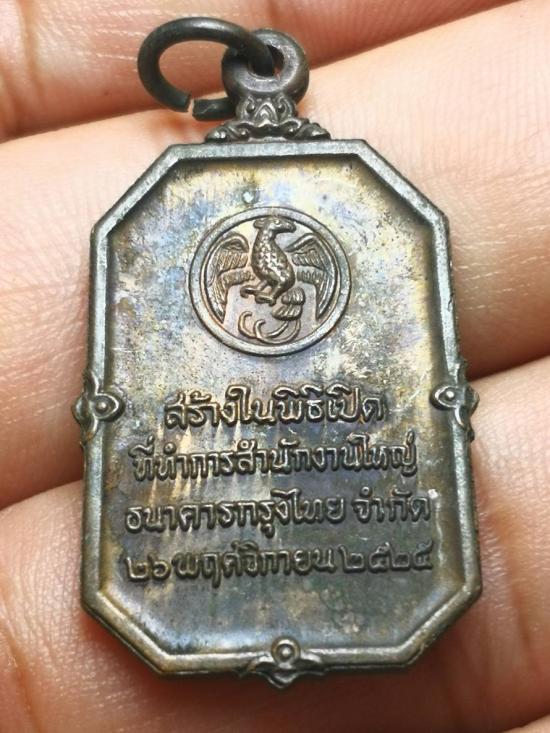 สร้างในพิธีเปิด
ที่ทำการสำนักงานใหญ่
ธนาคารกรุงไทย จำกัด
๒๖ พฤศจิกายน ๒๕๒๕